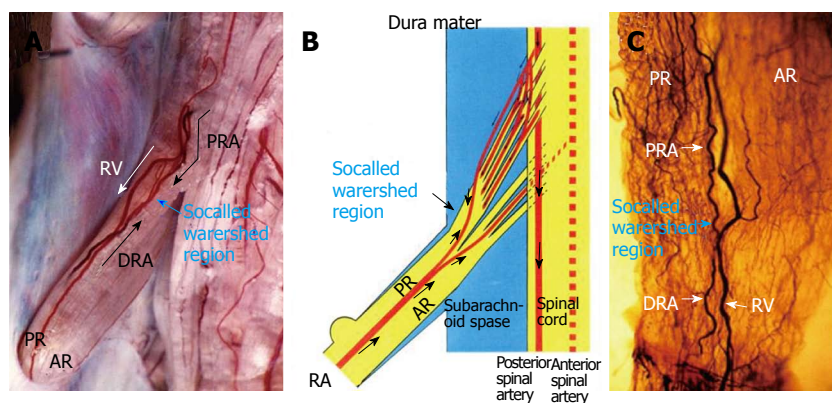 A
RV
PRA
Socalled
warershed
region
DRA
PR
AR
B
Dura mater
Socalled
warershed
region
PR
AR
Subarachn-
oid spase
Spinal
cord
RA
Posterior
spinal
artery
Anterior
spinal
artery
C
PR
AR
PRA
Socalled
warershed
region
DRA
RV